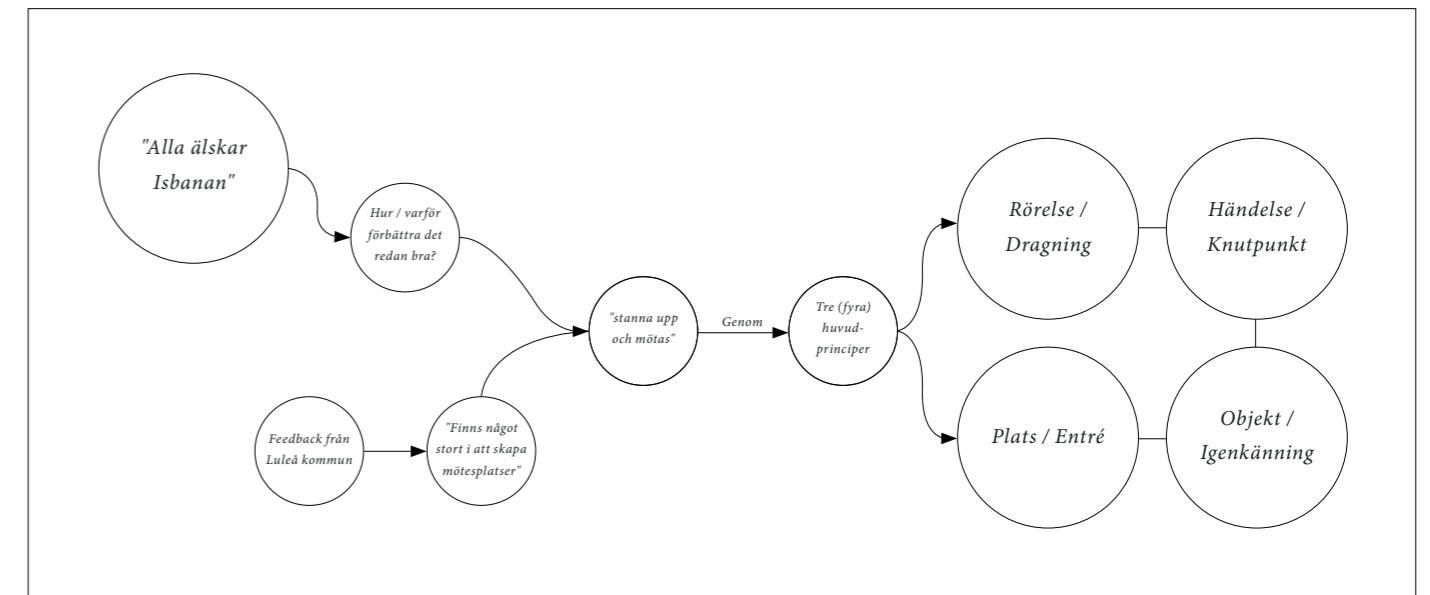 "Alla älskar
Isbanan"
Hur / varför
förbättra det
redan bra?
Feedback från
Luleå kommun
"Finns något
stort i att skapa
mötesplatser"
"stanna upp
och mötas"
Genom
Tre (fyra)
huvud-
principer
Rörelse /
Dragning
Händelse /
Knutpunkt
Plats / Entré
Objekt /
Igenkänning